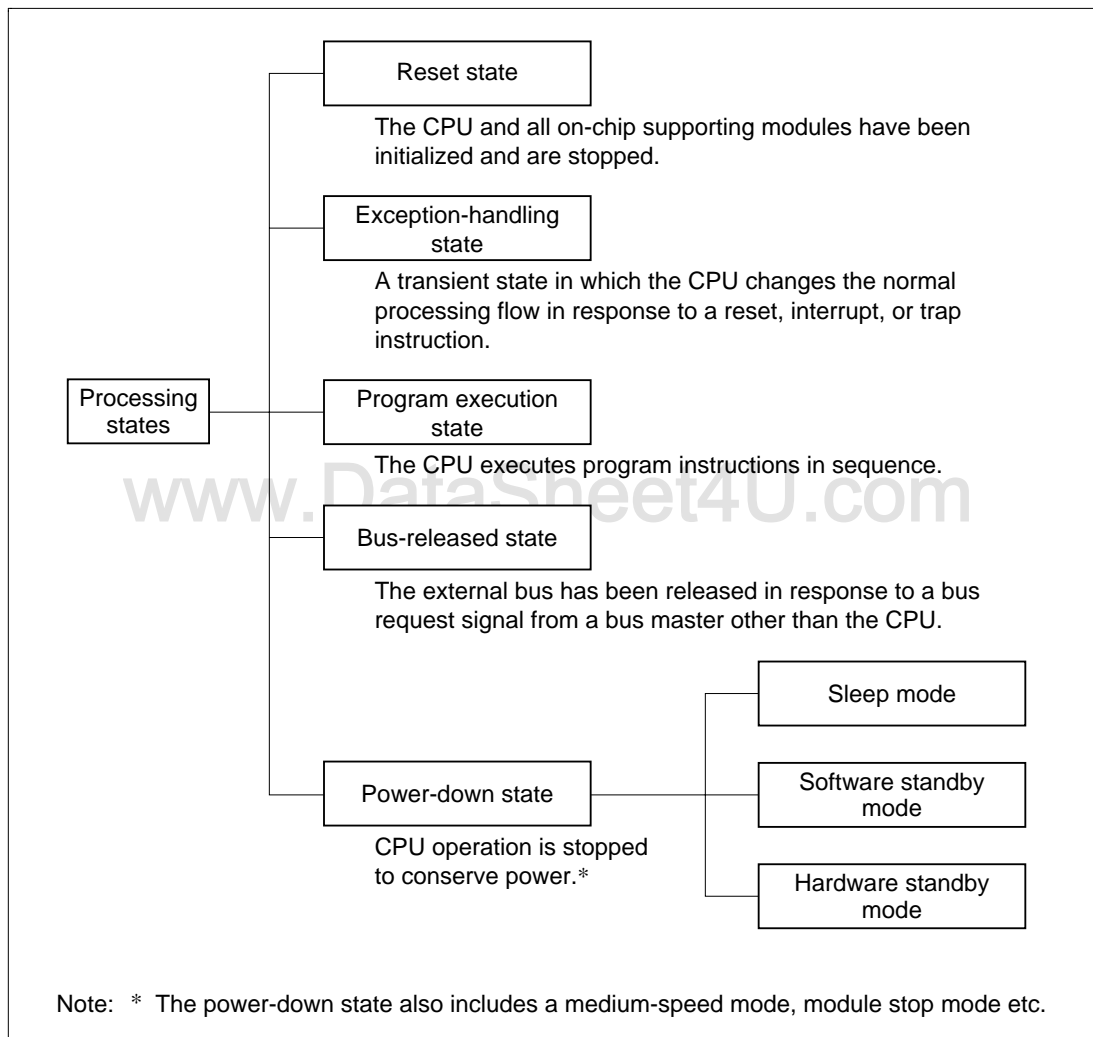 Reset state
The CPU and all on-chip supporting modules have been
initialized and are stopped.
Exception-handling
state
A transient state in which the CPU changes the normal
processing flow in response to a reset, interrupt, or trap
instruction.
Processing
states
Program execution
state
The CPU executes program instructions in sequence.
www.DataSheet4U.com
Bus-released state
The external bus has been released in response to a bus
request signal from a bus master other than the CPU.
Sleep mode
Power-down state
CPU operation is stopped
to conserve power.*
Software standby
mode
Hardware standby
mode
Note: * The power-down state also includes a medium-speed mode, module stop mode etc.